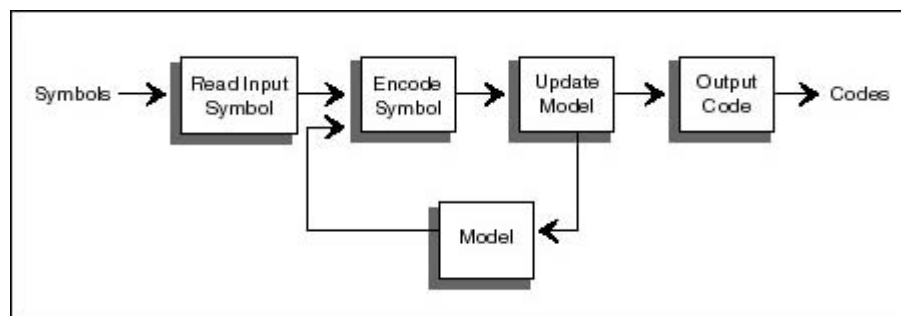 Symbols
Read Input
Symbol
Encode
Symbol
Update
Model
Output
Code
Codes
Model